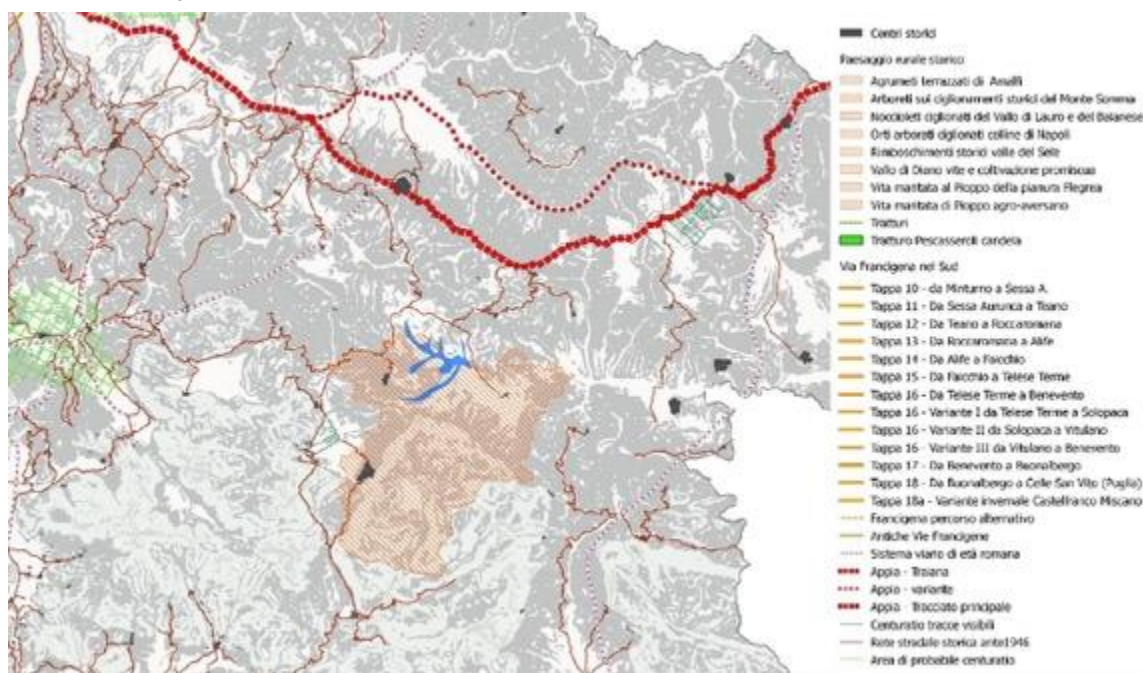 Centri storici
Paesaggio rurale storico
Agrumeti terrazzati di Amalfi
Arboreti sui ciglionamenti storici del Monte Somma
Noccioleti ciglionati del Vallo di Lauro e del Baianese
Orti arborati ciglionati colline di Napoli
Rimboschimenti storici valle del Sele
Vallo di Diano vite e coltivazione promiscua
Vita maritata al Pioppo della pianura Flegrea
Vita maritata di Pioppo agro-aversano
Tratturi
Tratturo Pescasseroli candela
Via Francigena nel Sud
Tappa 10 - da Minturno a Sessa A.
Tappa 11 - Da Sessa Aurunca a Teano
Tappa 12 - Da Teano a Roccaromana
Tappa 13 - Da Roccaromana a Alife
Tappa 14 - Da Alife a Faicchio
Tappa 15 - Da Faicchio a Telese Terme
Tappa 16 - Da Telese Terme a Benevento
Tappa 16 - Variante I da Telese Terme a Solopaca
Tappa 16 - Variante II da Solopaca a Vitulano
Tappa 16 - Variante III da Vitulano a Benevento
Tappa 17 - Da Benevento a Buonalbergo
Tappa 18 - Da Buonalbergo a Celle San Vito (Puglia)
Tappa 18a - Variante invernale Castelfranco Miscano
Francigena percorso alternativo
Antiche Vie Francigene
Sistema viario di età romana
Appia - Traiana
Appia - variante
Appia - Tracciato principale
Centuriatio tracce visibili
Rete stradale storica ante1946
Area di probabile centuriatio